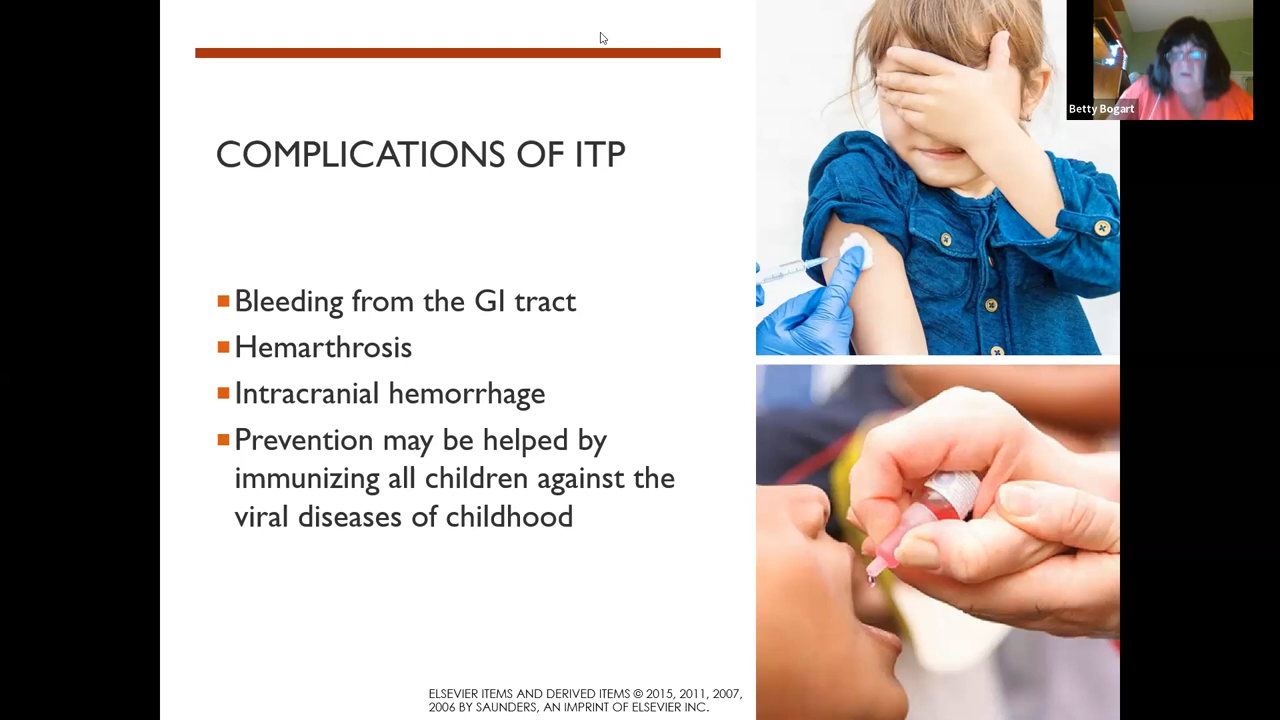 COMPLICATIONS OF ITP
Bleeding from the GI tract
Hemarthrosis
Intracranial hemorrhage
Prevention may be helped by
immunizing all children against the
viral diseases of childhood
ELSEVIER ITEMS AND DERIVED ITEMS © 2015, 2011, 2007,
2006 BY SAUNDERS, AN IMPRINT OF ELSEVIER INC.
Betty Bogart